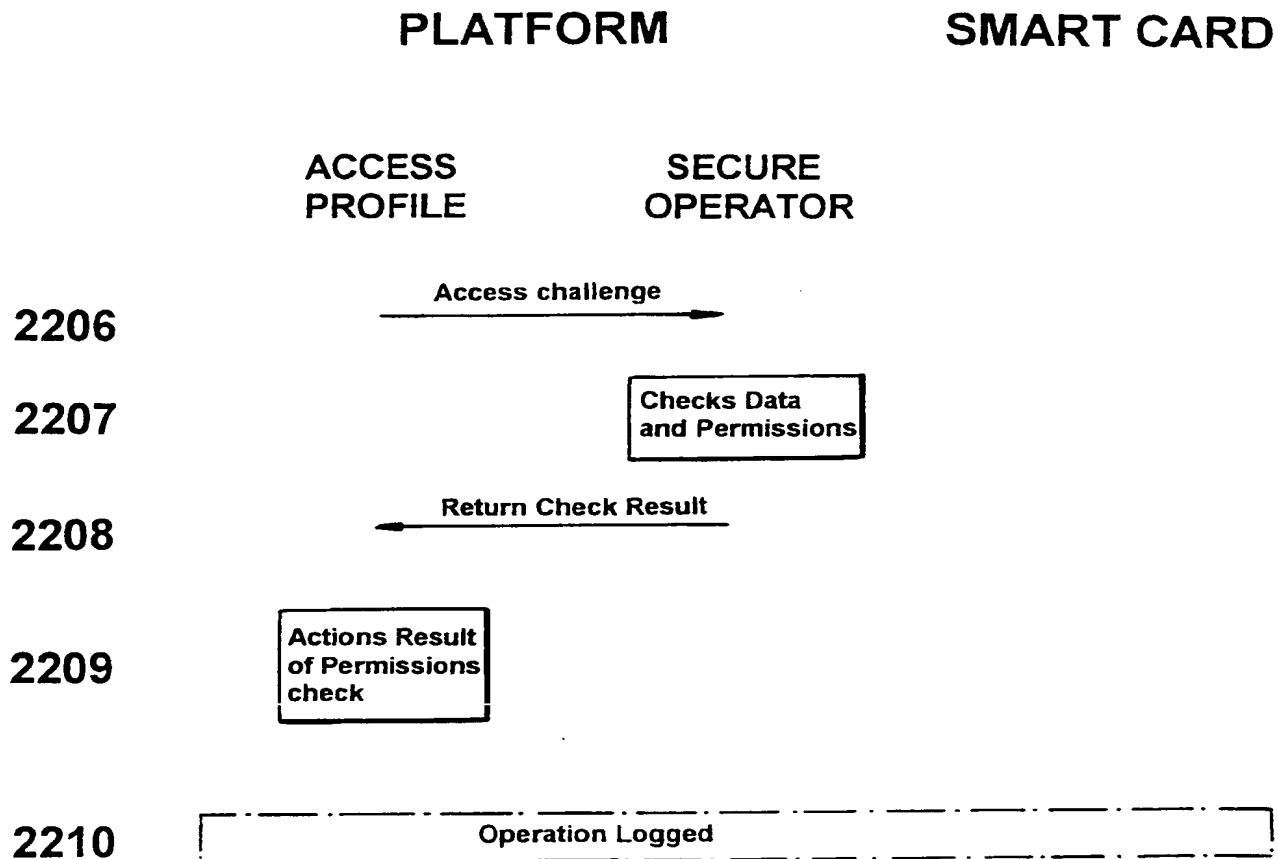 PLATFORM SMART CARD
ACCESS PROFILE
SECURE OPERATOR
2206 Access challenge
2207 Checks Data
and Permissions
2208 Return Check Result
2209 Actions Result
of Permissions
check
2210 Operation Logged